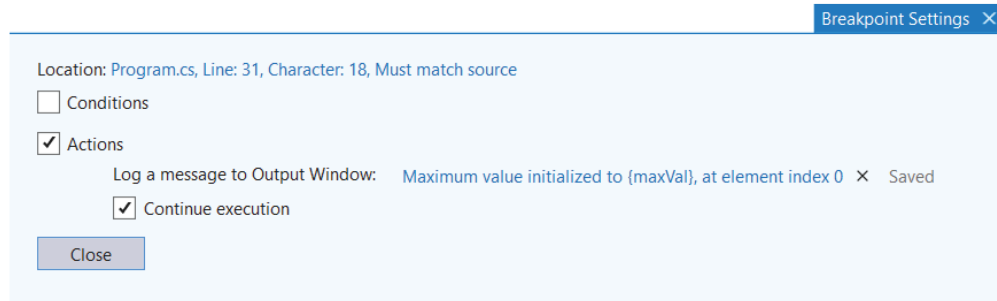 Breakpoint Settings
Location: Program.cs, Line: 31, Character: 18, Must match source
Conditions
Actions
Log a message to Output Window: Maximum value initialized to {maxVal}, at element index 0 Saved
Continue execution
Close